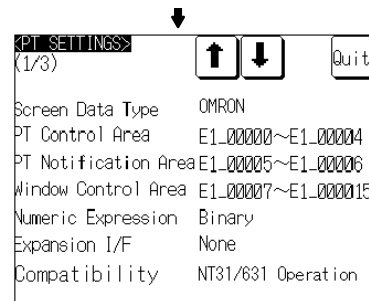 <PT SETTINGS>
(1/3)
Quit
Screen Data Type OMRON
PT Control Area E1_00000~E1_00004
PT Notification Area E1_00005~E1_00006
Window Control Area E1_00007~E1_000015
Numeric Expression Binary
Expansion I/F None
Compatibility NT31/631 Operation